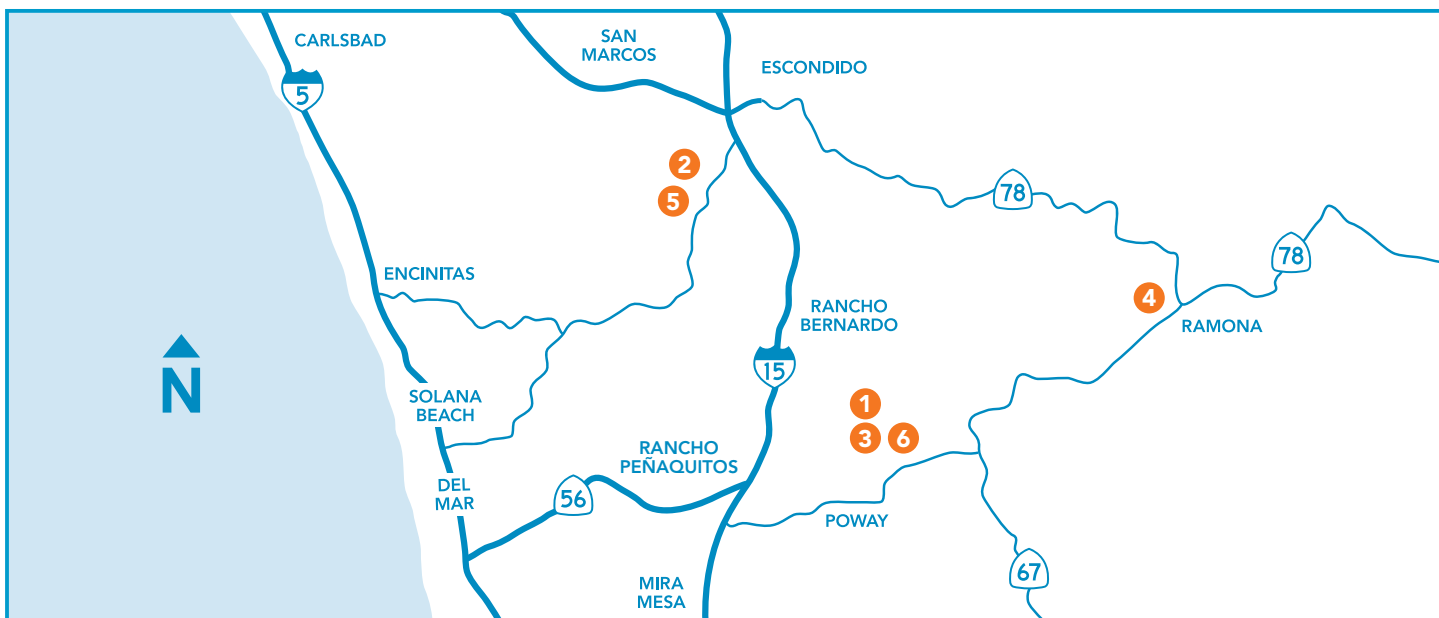 CARLSBAD
SAN
MARCOS
ESCONDIDO
5
2
5
78
78
ENCINITAS
4
RANCHO
BERNARDO
RAMONA
N
15
SOLANA
BEACH
1
3
6
RANCHO
PEÑAQUITOS
DEL
MAR
56
POWAY
MIRA
MESA
67